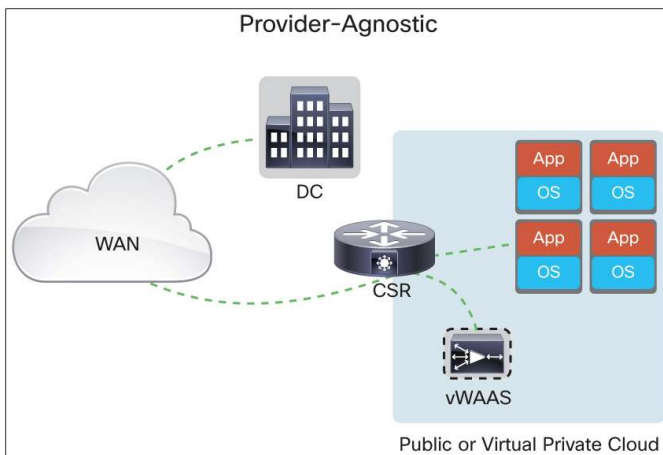 Provider-Agnostic
DC
WAN
CSR
App
App
OS
OS
App
App
OS
OS
vWAAS
Public or Virtual Private Cloud